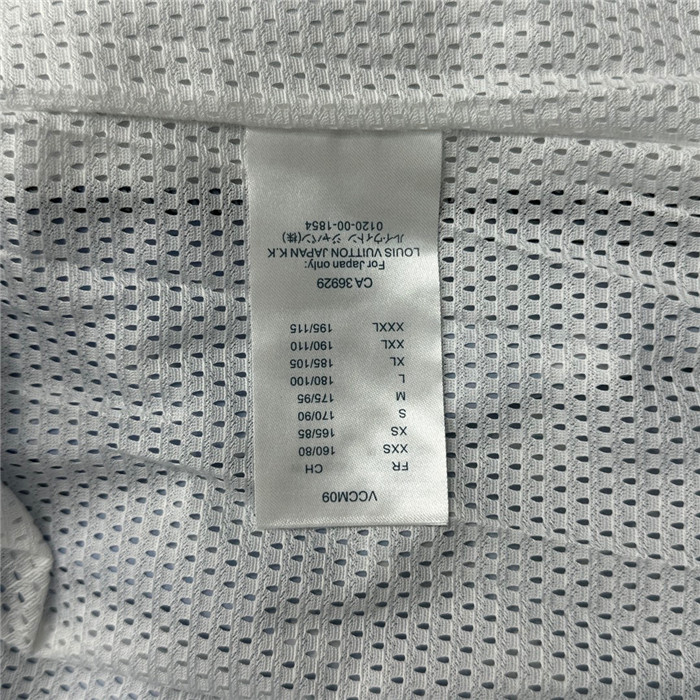 VCCM09
FR CH
XXS 160/80
XS 165/85
S 170/90
M 175/95
L 180/100
XL 185/105
XXL 190/110
XXXL 195/115
CA 36929
For Japan only:
LOUIS VUITTON JAPAN K.K
ルイ・ヴィトン ジャパン(株)
0120-00-1854